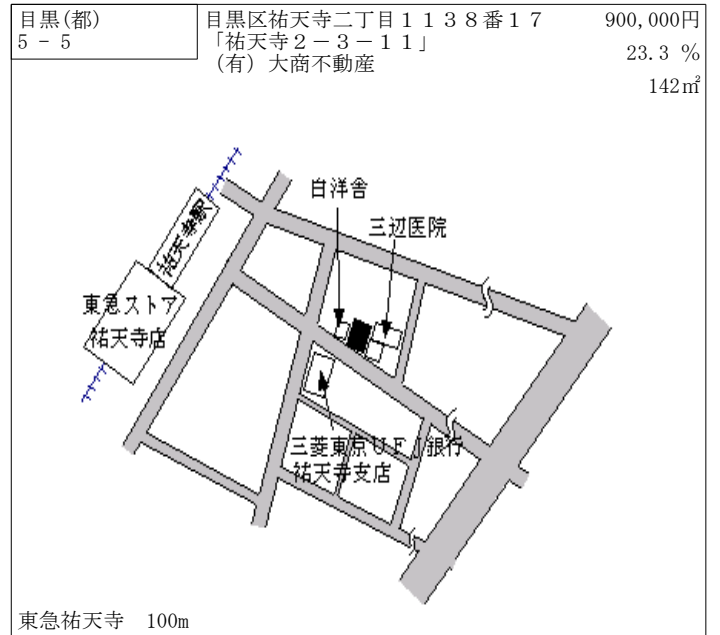 目黒(都)
5 - 5
目黒区祐天寺二丁目１１３８番１７
「祐天寺２－３－１１」
（有）大商不動産
900,000円
23.3 %
142㎡
白洋舎
三辺医院
祐天寺駅
東急ストア
祐天寺店
三菱東京ＵＦＪ銀行
祐天寺支店
東急祐天寺　100m